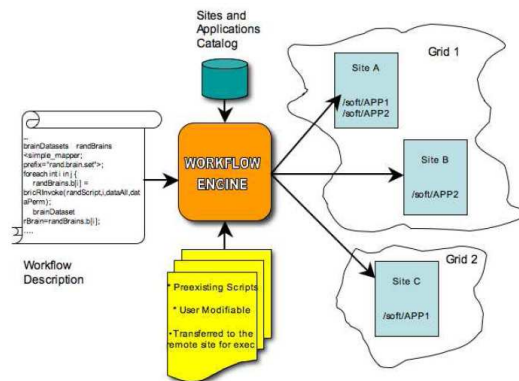 Sites and
Applications
Catalog
Grid 1
Site A
/soft/APP1
/soft/APP2
Site B
/soft/APP2
Grid 2
Site C
/soft/APP1
WORKFLOW
ENGINE
..
brainDatasets randBrains
<simple_mapper;
prefix="rand.brain.set">;
foreach int i in j {
randBrains.b[i] =
bricRInvoke(randScript,i,dataAll,dat
aPerm);
brainDataset
rBrain=randBrains.b[i];
....
Workflow
Description
* Preexisting Scripts
* User Modifiable
• Transferred to the
remote site for exec.